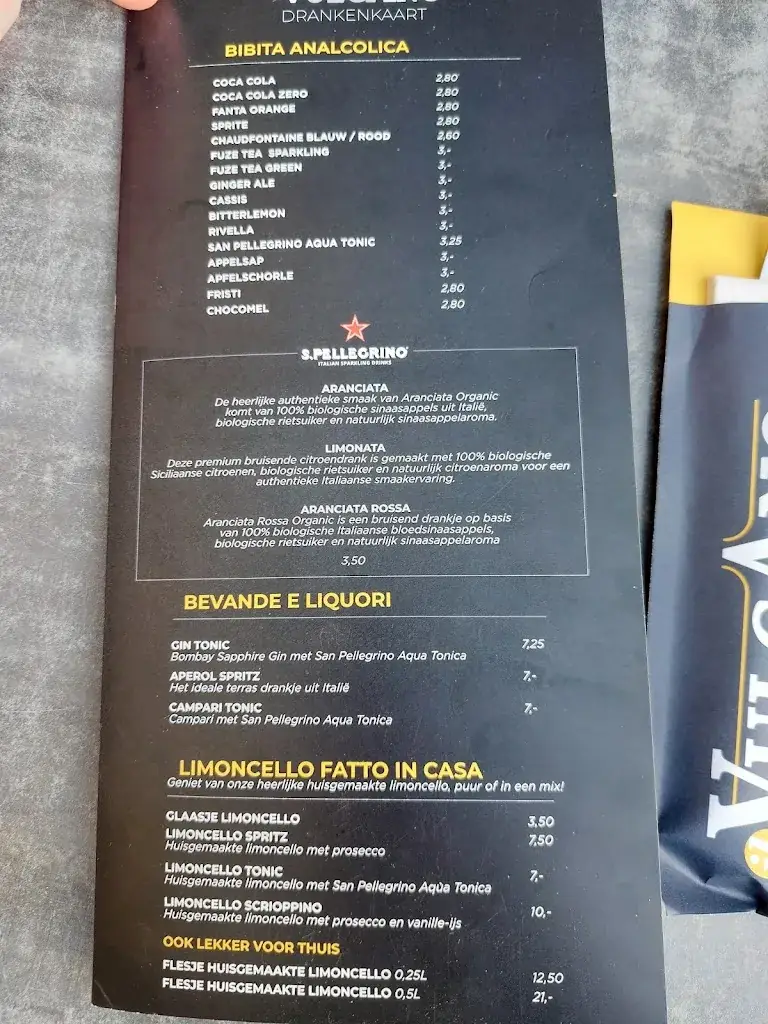 VULCANO
DRANKENKAART
BIBITA ANALCOLICA
COCA COLA 2,80
COCA COLA ZERO 2,80
FANTA ORANGE 2,80
SPRITE 2,80
CHAUDFONTAINE BLAUW / ROOD 2,60
FUZE TEA SPARKLING 3,-
FUZE TEA GREEN 3,-
GINGER ALE 3,-
CASSIS 3,-
BITTERLEMON 3,-
RIVELLA 3,-
SAN PELLEGRINO AQUA TONIC 3,25
APPELSAP 3,-
APFELSCHORLE 3,-
FRISTI 2,80
CHOCOMEL 2,80
S.PELLEGRINO
ITALIAN SPARKLING DRINKS
ARANCIATA
De heerlijke authentieke smaak van Aranciata Organic
komt van 100% biologische sinaasappels uit Italië,
biologische rietsuiker en natuurlijk sinaasappelaroma.
LIMONATA
Deze premium bruisende citroendrank is gemaakt met 100% biologische
Siciliaanse citroenen, biologische rietsuiker en natuurlijk citroenaroma voor een
authentieke Italiaanse smaakervaring.
ARANCIATA ROSSA
Aranciata Rossa Organic is een bruisend drankje op basis
van 100% biologische Italiaanse bloedsinaasappels,
biologische rietsuiker en natuurlijk sinaasappelaroma
3,50
BEVANDE E LIQUORI
GIN TONIC 7,25
Bombay Sapphire Gin met San Pellegrino Aqua Tonica
APEROL SPRITZ 7,-
Het ideale terras drankje uit Italië
CAMPARI TONIC 7,-
Campari met San Pellegrino Aqua Tonica
LIMONCELLO FATTO IN CASA
Geniet van onze heerlijke huisgemaakte limoncello, puur of in een mix!
GLAASJE LIMONCELLO 3,50
LIMONCELLO SPRITZ 7,50
Huisgemaakte limoncello met prosecco
LIMONCELLO TONIC 7,-
Huisgemaakte limoncello met San Pellegrino Aqua Tonica
LIMONCELLO SCRIOPPINO 10,-
Huisgemaakte limoncello met prosecco en vanille-ijs
OOK LEKKER VOOR THUIS
FLESJE HUISGEMAAKTE LIMONCELLO 0,25L 12,50
FLESJE HUISGEMAAKTE LIMONCELLO 0,5L 21,-
VULCANO